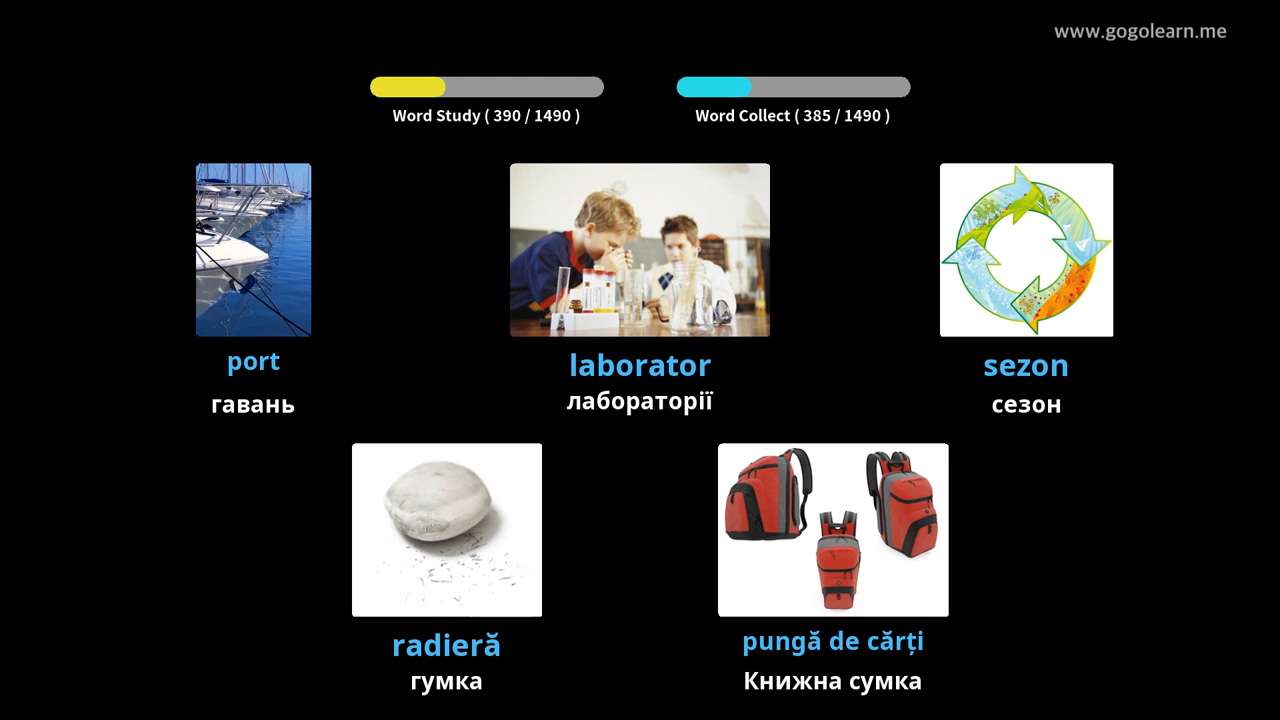 www.gogolearn.me
Word Study ( 390 / 1490 )
Word Collect ( 385 / 1490 )
port
гавань
laborator
лабораторії
sezon
сезон
radieră
гумка
pungă de cărți
Книжна сумка